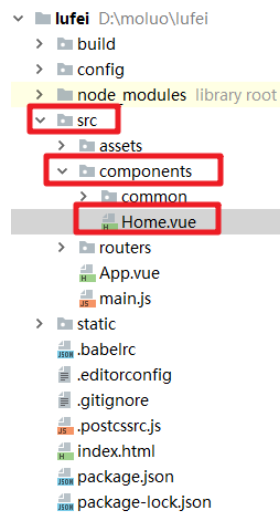 lufei D:\moluo\lufei
build
config
node_modules library root
src
assets
components
common
Home.vue
routers
App.vue
main.js
static
.babelrc
.editorconfig
.gitignore
.postcssrc.js
index.html
package.json
package-lock.json